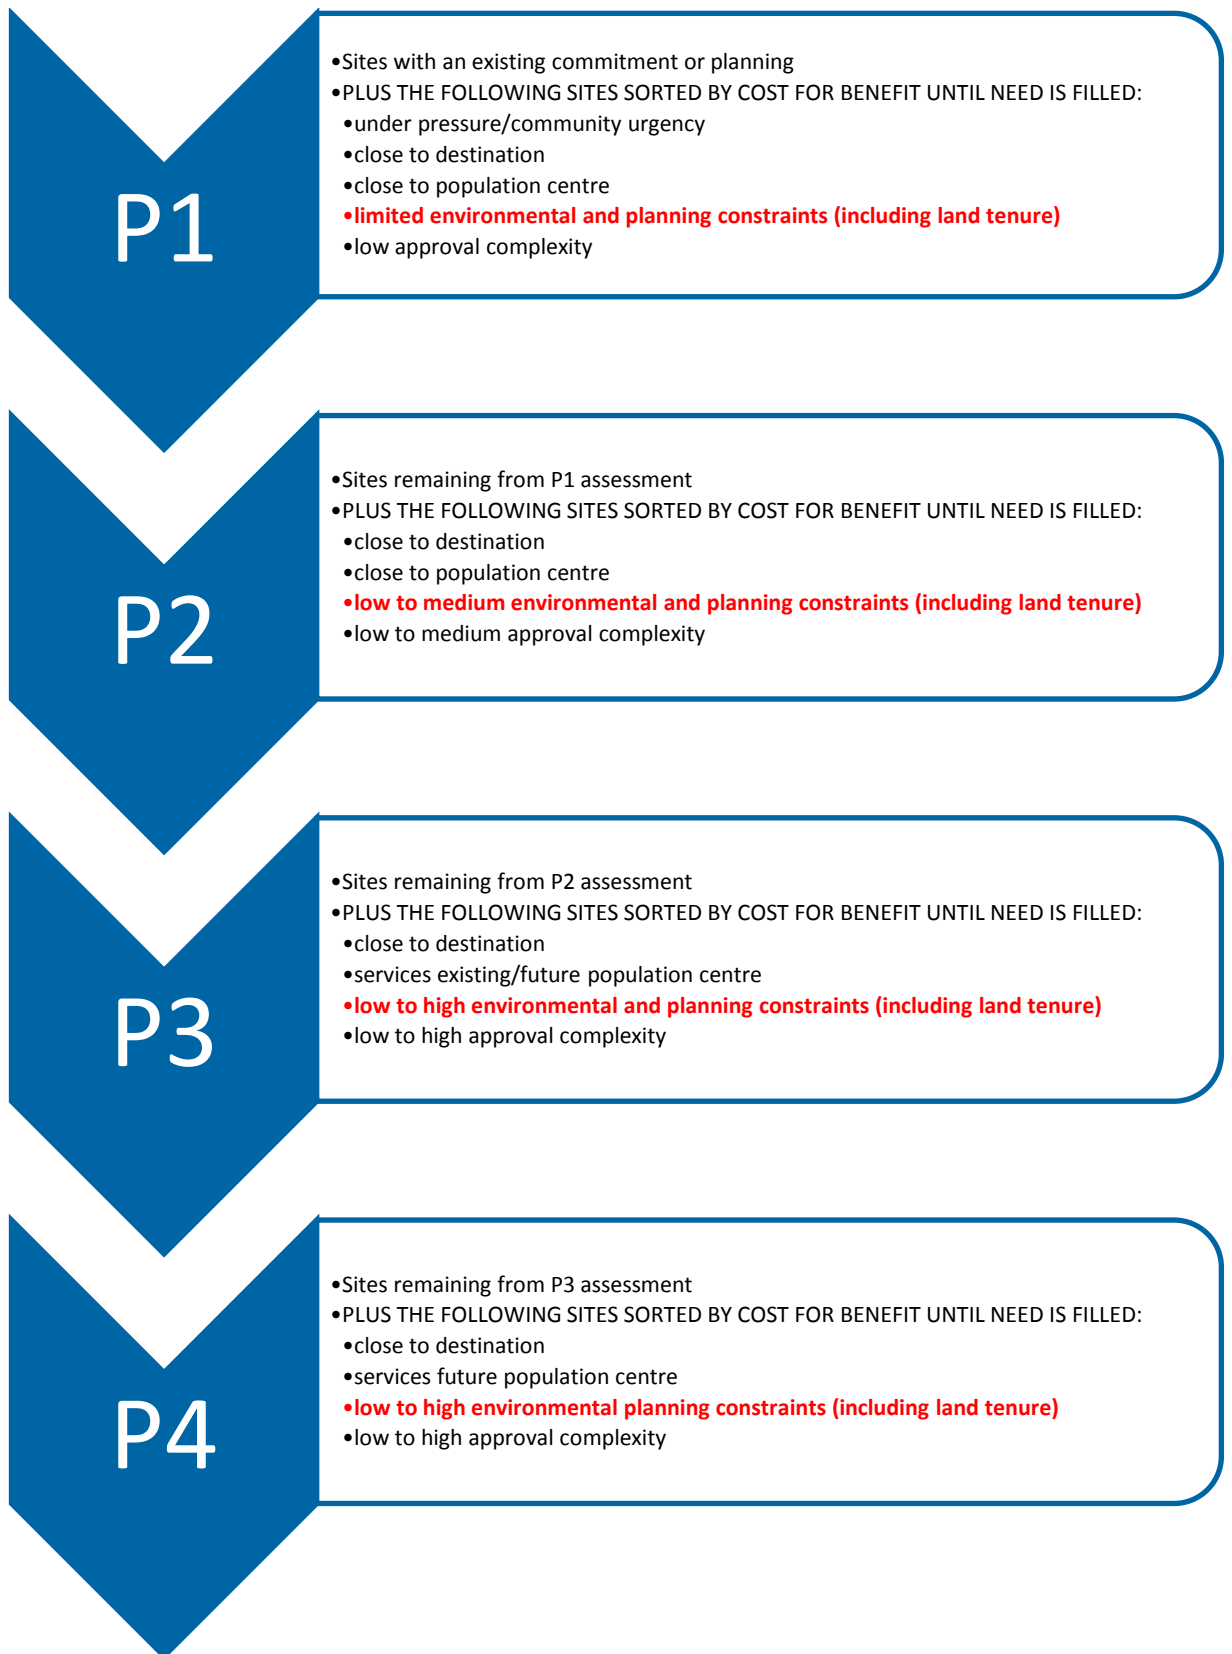 P1
•Sites with an existing commitment or planning
•PLUS THE FOLLOWING SITES SORTED BY COST FOR BENEFIT UNTIL NEED IS FILLED:
•under pressure/community urgency
•close to destination
•close to population centre
•limited environmental and planning constraints (including land tenure)
•low approval complexity
P2
•Sites remaining from P1 assessment
•PLUS THE FOLLOWING SITES SORTED BY COST FOR BENEFIT UNTIL NEED IS FILLED:
•close to destination
•close to population centre
•low to medium environmental and planning constraints (including land tenure)
•low to medium approval complexity
P3
•Sites remaining from P2 assessment
•PLUS THE FOLLOWING SITES SORTED BY COST FOR BENEFIT UNTIL NEED IS FILLED:
•close to destination
•services existing/future population centre
•low to high environmental and planning constraints (including land tenure)
•low to high approval complexity
P4
•Sites remaining from P3 assessment
•PLUS THE FOLLOWING SITES SORTED BY COST FOR BENEFIT UNTIL NEED IS FILLED:
•close to destination
•services future population centre
•low to high environmental planning constraints (including land tenure)
•low to high approval complexity